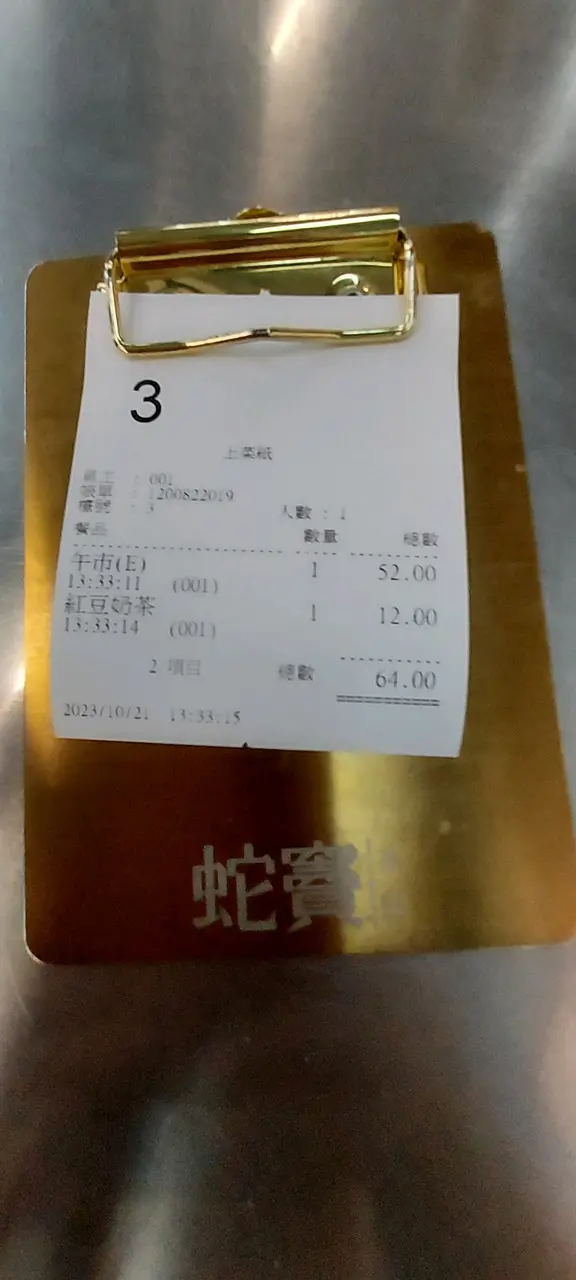 3
上菜紙
員工 : 001
帳單 : 1200822019
檯號 : 3 人數 : 1
餐品 數量 總數
午市(E) 1 52.00
13:33:11 (001)
紅豆奶茶 1 12.00
13:33:14 (001)
2 項目 總數 64.00
2023/10/21 13:33:15
蛇寶